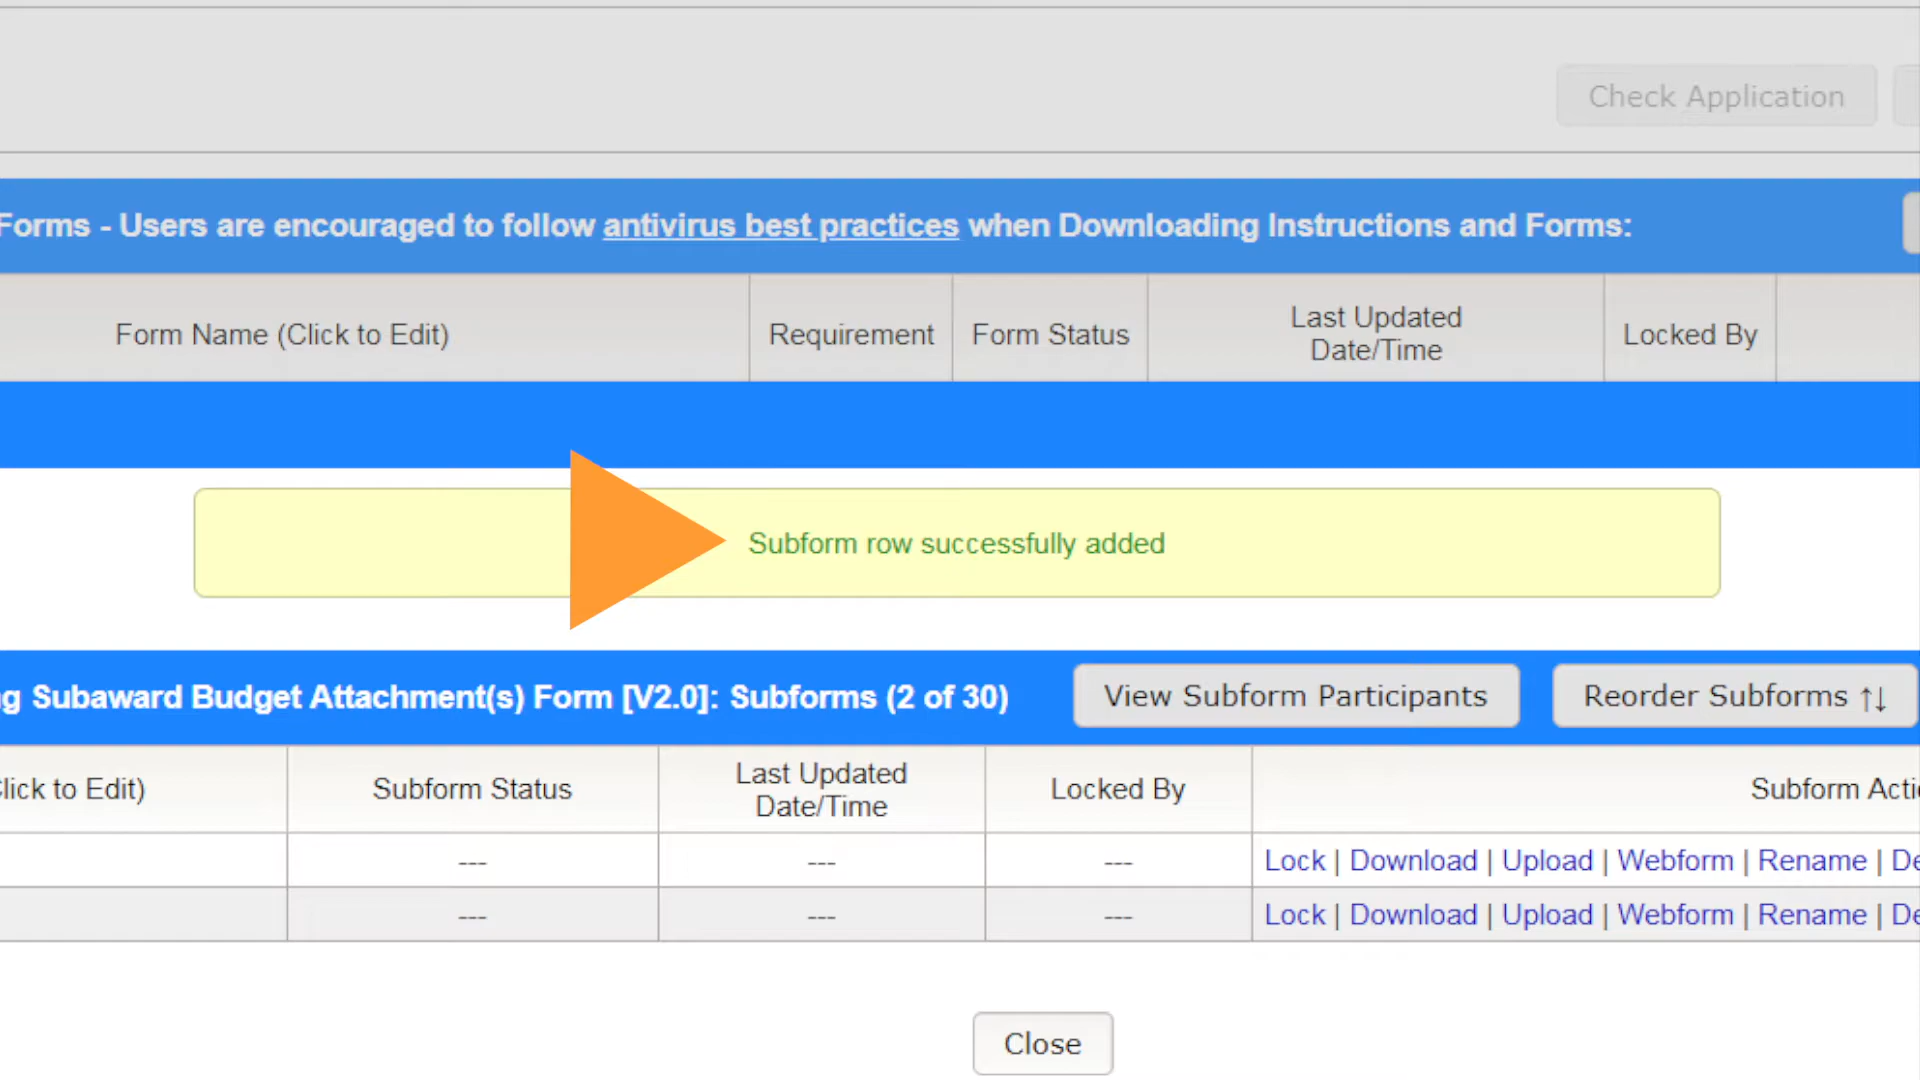 Check Application
Forms - Users are encouraged to follow antivirus best practices when Downloading Instructions and Forms:
Form Name (Click to Edit) Requirement Form Status Last Updated Date/Time Locked By
Subform row successfully added
g Subaward Budget Attachment(s) Form [V2.0]: Subforms (2 of 30) View Subform Participants Reorder Subforms ↑↓
lick to Edit) Subform Status Last Updated Date/Time Locked By Subform Acti
--- --- --- Lock | Download | Upload | Webform | Rename | De
--- --- --- Lock | Download | Upload | Webform | Rename | De
Close